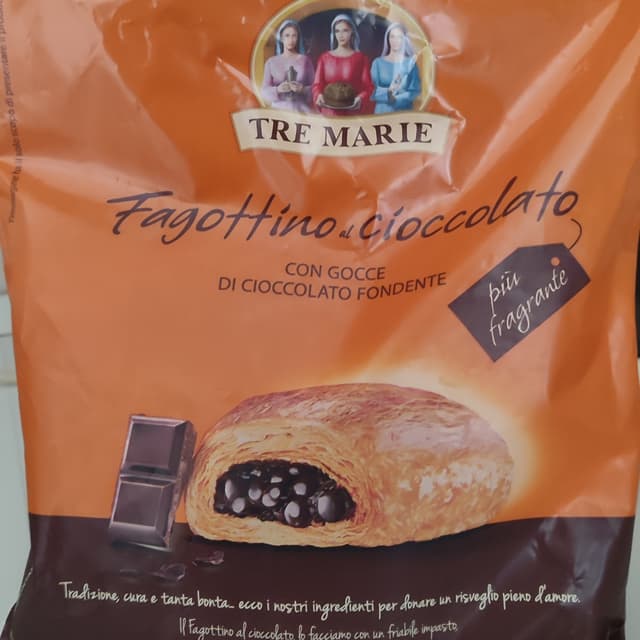 TRE MARIE
Fagottino al cioccolato
CON GOCCE
DI CIOCCOLATO FONDENTE
più
fragrante
Tradizione, cura e tanta bontà... ecco i nostri ingredienti per donare un risveglio pieno d'amore.
Il Fagottino al cioccolato lo facciamo con un friabile impasto,